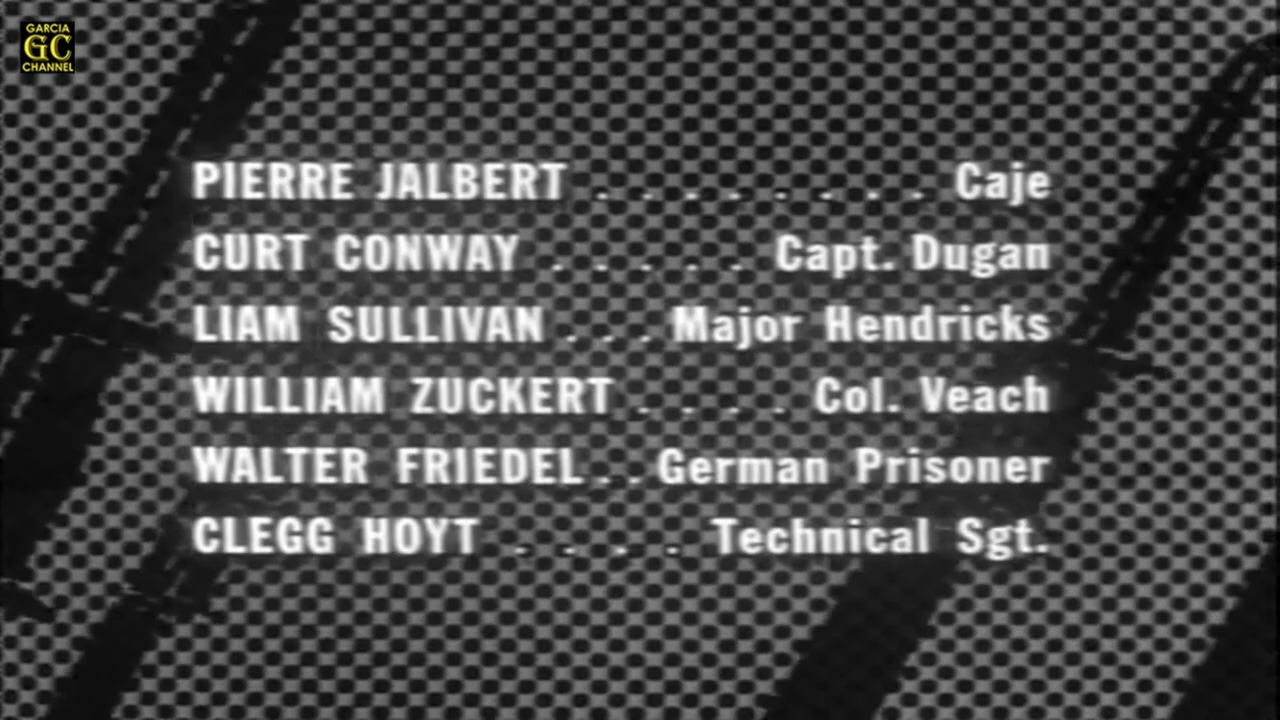 GARCIA
GC
CHANNEL
PIERRE JALBERT . . . . . . . . Caje
CURT CONWAY . . . . . Capt. Dugan
LIAM SULLIVAN . . . Major Hendricks
WILLIAM ZUCKERT . . . . Col. Veach
WALTER FRIEDEL . . German Prisoner
CLEGG HOYT . . . . Technical Sgt.